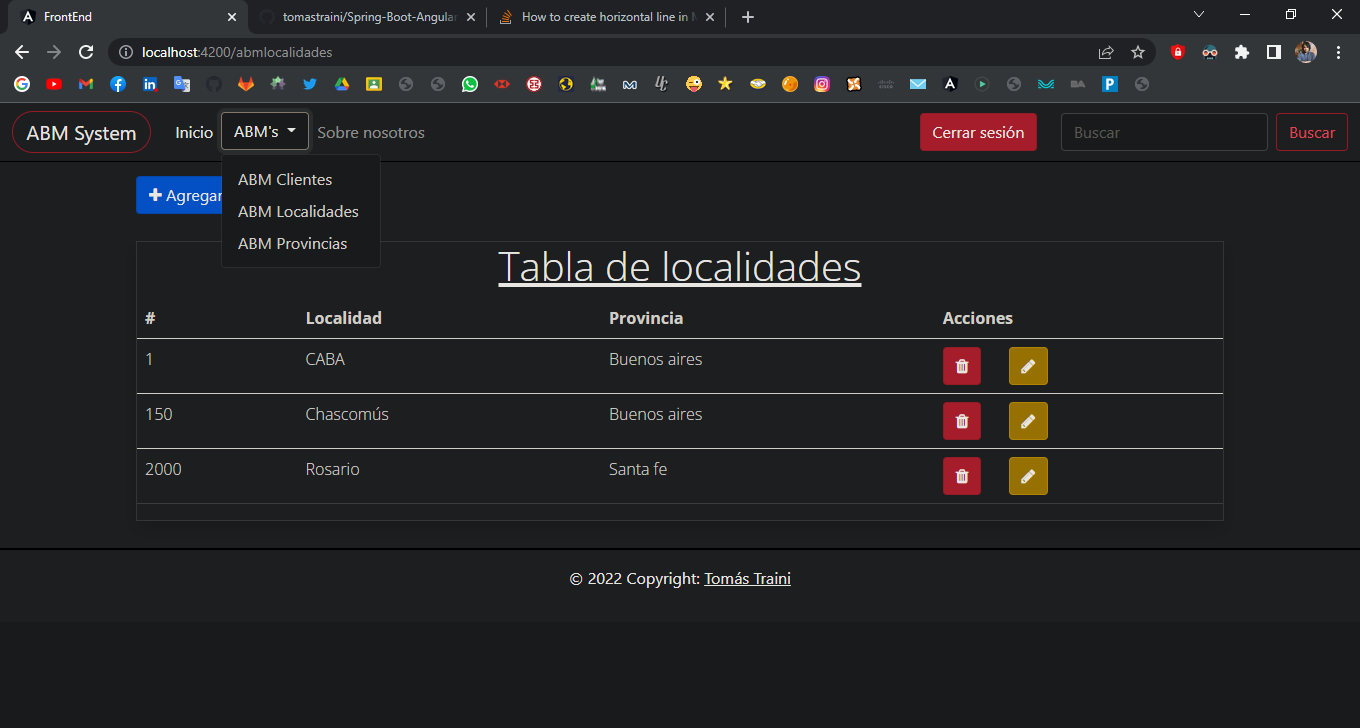 FrontEnd
tomastraini/Spring-Boot-Angular
How to create horizontal line in
localhost:4200/abmlocalidades
ABM System
Inicio
ABM's
Sobre nosotros
Cerrar sesión
Buscar
Buscar
ABM Clientes
ABM Localidades
ABM Provincias
Agregar
Tabla de localidades
# Localidad Provincia Acciones
1 CABA Buenos aires
150 Chascomús Buenos aires
2000 Rosario Santa fe
© 2022 Copyright: Tomás Traini